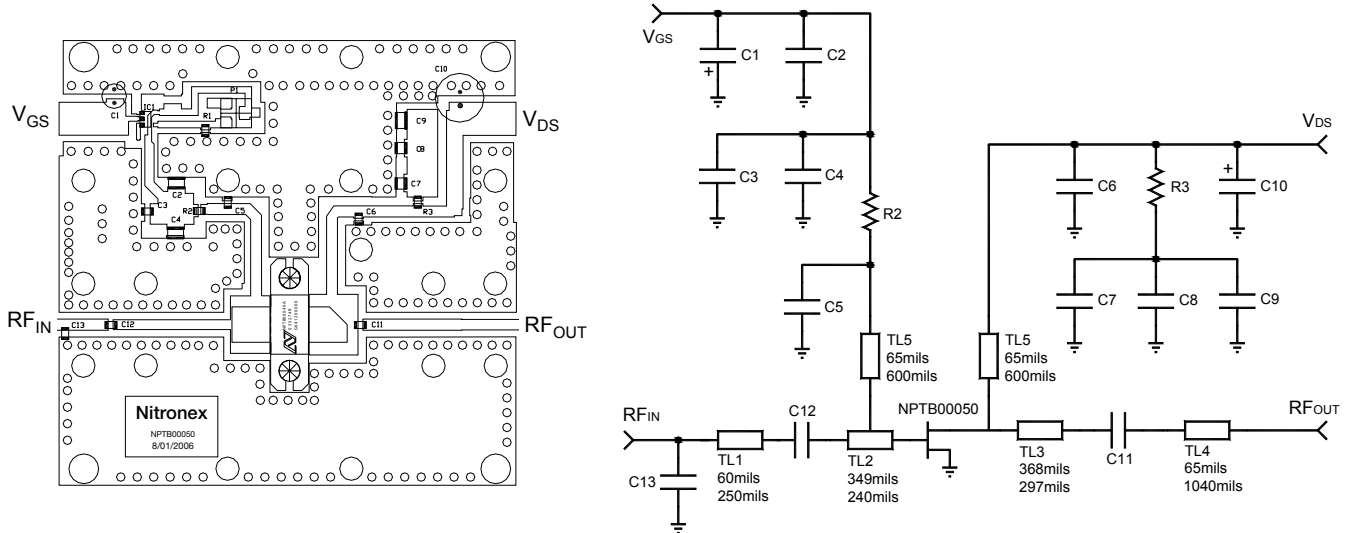 C10
P1
IC1
C1
R1
C9
C8
C7
C2
C3
R2
C4
C5
R3
C6
C13
C12
C11
VGS
VDS
RFIN
RFOUT
Nitronex
NPTB00050
8/01/2006
VGS
C1
+
C2
C3
C4
R2
C5
TL5
65mils
600mils
VDS
C6
R3
+
C10
C7
C8
C9
TL5
65mils
600mils
NPTB00050
RFIN
C13
TL1
60mils
250mils
C12
TL2
349mils
240mils
TL3
368mils
297mils
C11
TL4
65mils
1040mils
RFOUT